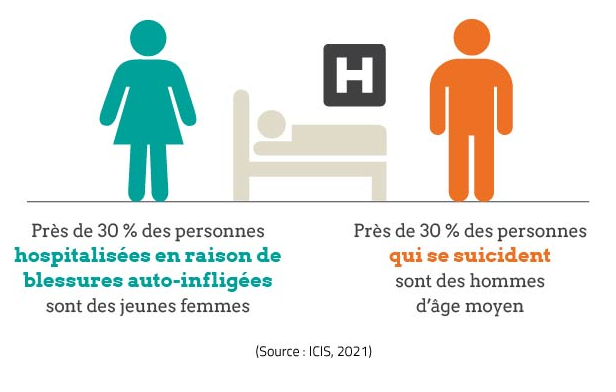 H
Près de 30 % des personnes
hospitalisées en raison de
blessures auto-infligées
sont des jeunes femmes
Près de 30 % des personnes
qui se suicident
sont des hommes
d’âge moyen
(Source : ICIS, 2021)